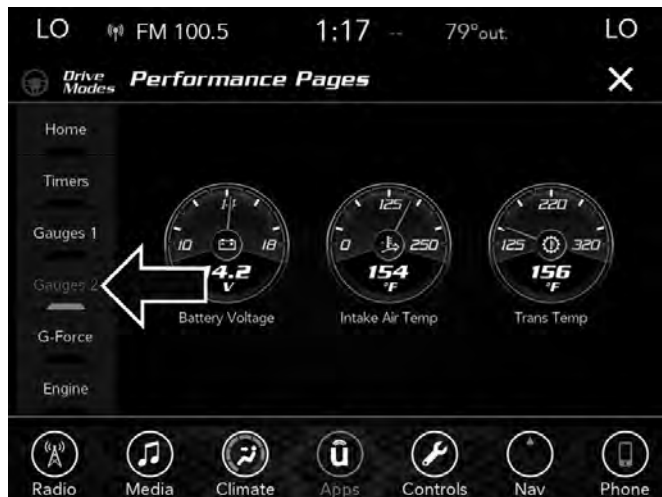 LO FM 100.5 1:17 -- 79°out. LO
Drive Modes Performance Pages X
Home
Timers
Gauges 1
Gauges 2
G-Force
Engine
14 125 220
10 18 0 250 125 320
4.2 154 156
V °F °F
Battery Voltage Intake Air Temp Trans Temp
û
Radio Media Climate Apps Controls Nav Phone